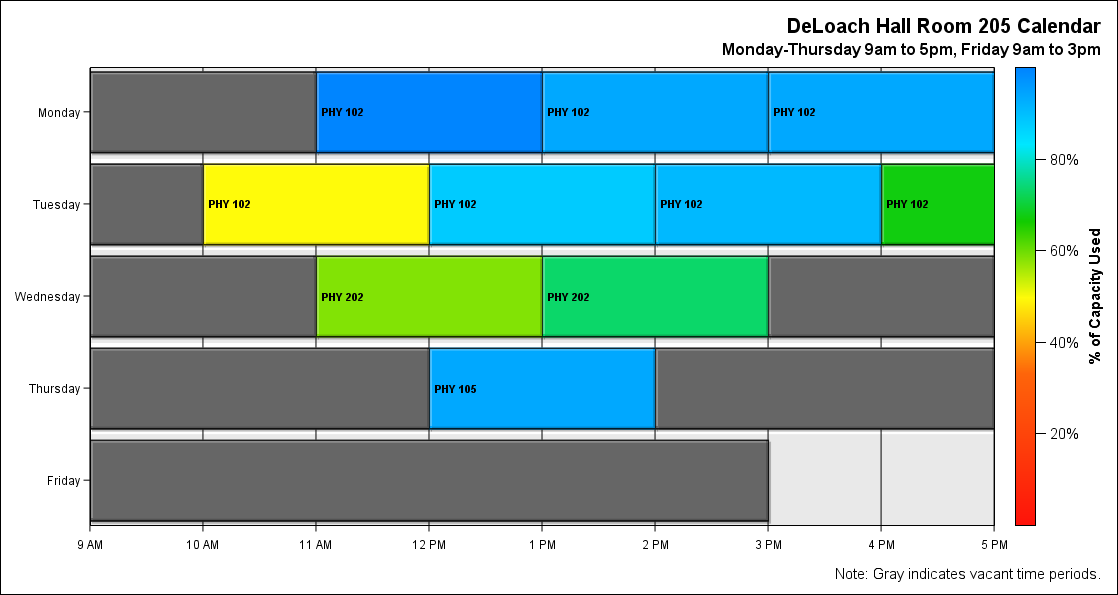 DeLoach Hall Room 205 Calendar
Monday-Thursday 9am to 5pm, Friday 9am to 3pm
Monday
PHY 102
PHY 102
PHY 102
Tuesday
PHY 102
PHY 102
PHY 102
PHY 102
Wednesday
PHY 202
PHY 202
Thursday
PHY 105
Friday
9 AM
10 AM
11 AM
12 PM
1 PM
2 PM
3 PM
4 PM
5 PM
80%
60%
40%
20%
% of Capacity Used
Note: Gray indicates vacant time periods.